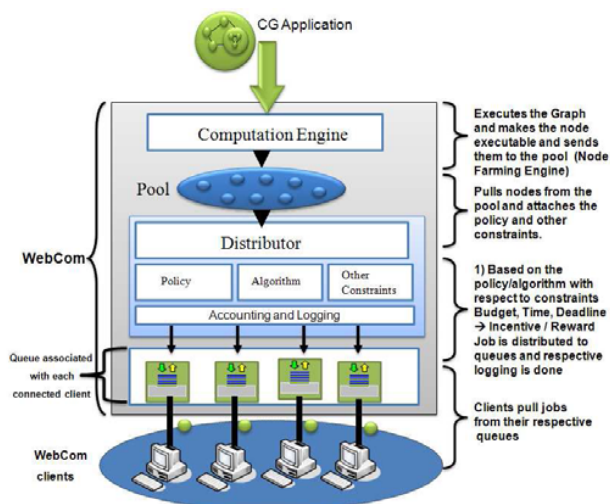 CG Application
Computation Engine
Pool
Distributor
Policy
Algorithm
Other
Constraints
Accounting and Logging
WebCom
Queue associated
with each
connected client
WebCom
clients
Executes the Graph
and makes the node
executable and sends
them to the pool (Node
Farming Engine)
Pulls nodes from the
pool and attaches the
policy and other
constraints.
1) Based on the
policy/algorithm with
respect to constraints
Budget, Time, Deadline
→ Incentive / Reward
Job is distributed to
queues and respective
logging is done
Clients pull jobs
from their respective
queues